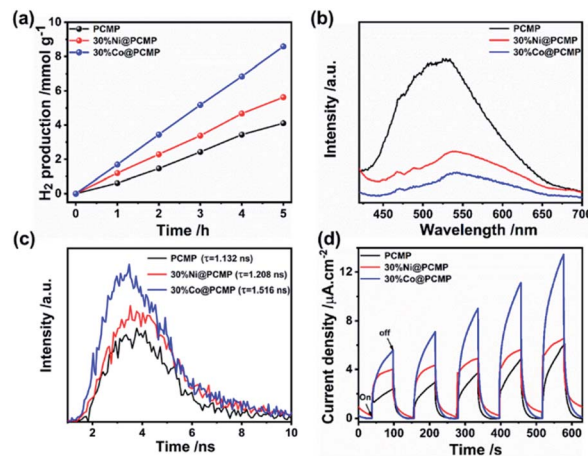 (a)
PCMP
30%Ni@PCMP
30%Co@PCMP
H₂ production /mmol g⁻¹
10
8
6
4
2
0
0 1 2 3 4 5
Time /h
(b)
PCMP
30%Ni@PCMP
30%Co@PCMP
Intensity /a.u.
450 500 550 600 650 700
Wavelength /nm
(c)
PCMP (τ=1.132 ns)
30%Ni@PCMP (τ=1.208 ns)
30%Co@PCMP (τ=1.516 ns)
Intensity /a.u.
2 4 6 8 10
Time /ns
(d)
PCMP
30%Ni@PCMP
30%Co@PCMP
off
On
Current density /μA.cm⁻²
15
12
9
6
3
0
0 100 200 300 400 500 600
Time /s